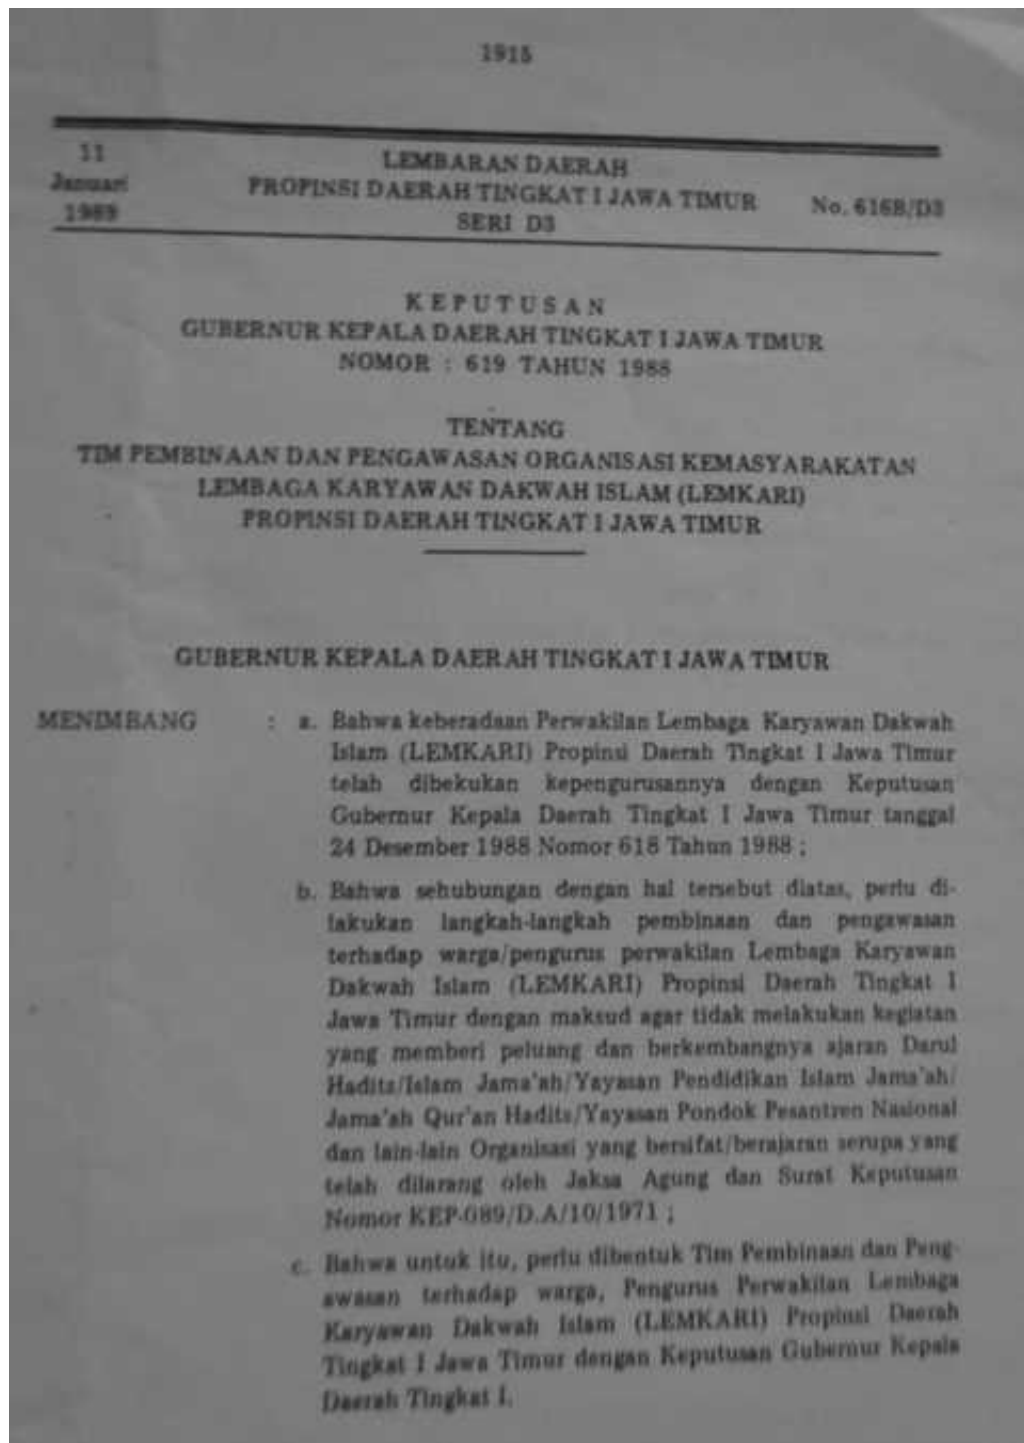 1915
11
Januari
1989
LEMBARAN DAERAH
PROPINSI DAERAH TINGKAT I JAWA TIMUR
SERI D3
No. 616B/D3
KEPUTUSAN
GUBERNUR KEPALA DAERAH TINGKAT I JAWA TIMUR
NOMOR : 619 TAHUN 1988
TENTANG
TIM PEMBINAAN DAN PENGAWASAN ORGANISASI KEMASYARAKATAN
LEMBAGA KARYAWAN DAKWAH ISLAM (LEMKARI)
PROPINSI DAERAH TINGKAT I JAWA TIMUR
GUBERNUR KEPALA DAERAH TINGKAT I JAWA TIMUR
MENIMBANG : a. Bahwa keberadaan Perwakilan Lembaga Karyawan Dakwah
Islam (LEMKARI) Propinsi Daerah Tingkat I Jawa Timur
telah dibekukan kepengurusannya dengan Keputusan
Gubernur Kepala Daerah Tingkat I Jawa Timur tanggal
24 Desember 1988 Nomor 618 Tahun 1988 ;
b. Bahwa sehubungan dengan hal tersebut diatas, perlu di-
lakukan langkah-langkah pembinaan dan pengawasan
terhadap warga/pengurus perwakilan Lembaga Karyawan
Dakwah Islam (LEMKARI) Propinsi Daerah Tingkat I
Jawa Timur dengan maksud agar tidak melakukan kegiatan
yang memberi peluang dan berkembangnya ajaran Darul
Hadits/Islam Jama'ah/Yayasan Pendidikan Islam Jama'ah/
Jama'ah Qur'an Hadits/Yayasan Pondok Pesantren Nasional
dan lain-lain Organisasi yang bersifat/berajaran serupa yang
telah dilarang oleh Jaksa Agung dan Surat Keputusan
Nomor KEP-089/D.A/10/1971 ;
c. Bahwa untuk itu, perlu dibentuk Tim Pembinaan dan Peng-
awasan terhadap warga, Pengurus Perwakilan Lembaga
Karyawan Dakwah Islam (LEMKARI) Propinsi Daerah
Tingkat I Jawa Timur dengan Keputusan Gubernur Kepala
Daerah Tingkat I.